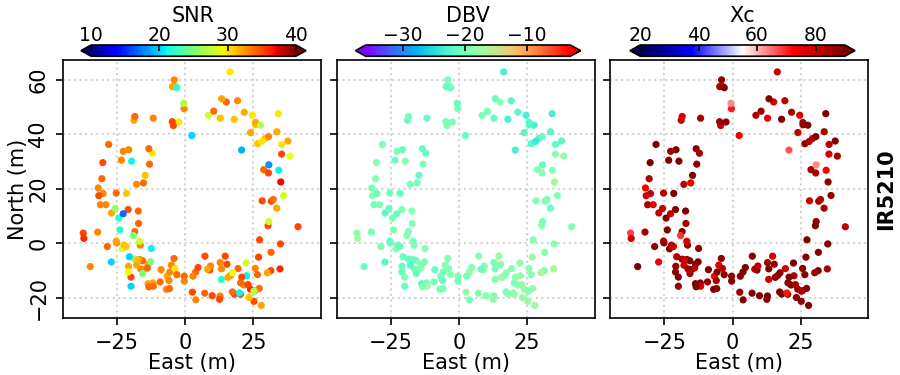 SNR DBV Xc
10 20 30 40 −30 −20 −10 20 40 60 80
60
40
20
0
−20
North (m)
−25 0 25 −25 0 25 −25 0 25
East (m) East (m) East (m)
IR5210